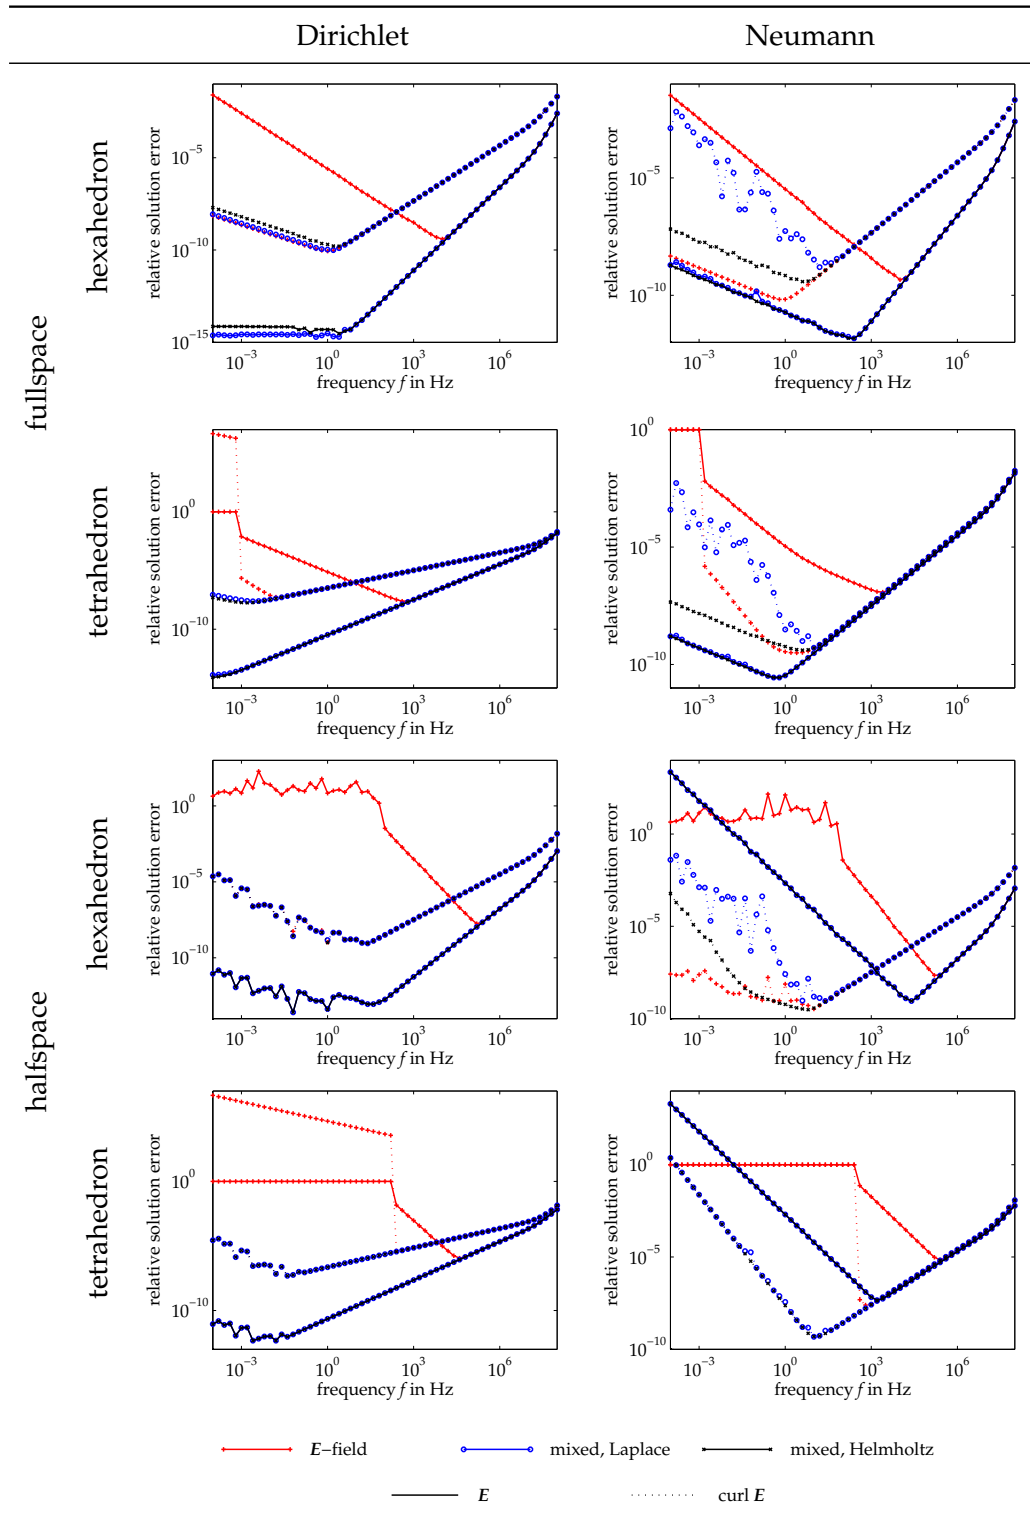 Dirichlet Neumann
fullspace
hexahedron
relative solution error
10^−5
10^−10
10^−15
10^−3 10^0 10^3 10^6
frequency f in Hz
relative solution error
10^−5
10^−10
10^−3 10^0 10^3 10^6
frequency f in Hz
tetrahedron
relative solution error
10^0
10^−10
10^−3 10^0 10^3 10^6
frequency f in Hz
relative solution error
10^0
10^−5
10^−10
10^−3 10^0 10^3 10^6
frequency f in Hz
halfspace
hexahedron
relative solution error
10^0
10^−5
10^−10
10^−3 10^0 10^3 10^6
frequency f in Hz
relative solution error
10^0
10^−5
10^−10
10^−3 10^0 10^3 10^6
frequency f in Hz
tetrahedron
relative solution error
10^0
10^−10
10^−3 10^0 10^3 10^6
frequency f in Hz
relative solution error
10^0
10^−5
10^−10
10^−3 10^0 10^3 10^6
frequency f in Hz
E−field mixed, Laplace mixed, Helmholtz
E curl E